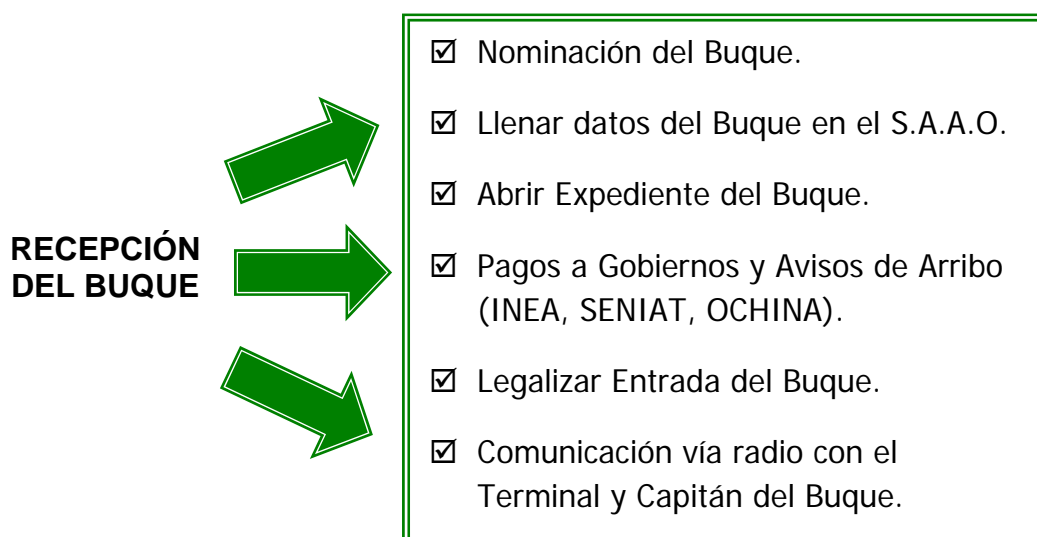 RECEPCIÓN
DEL BUQUE
☑ Nominación del Buque.
☑ Llenar datos del Buque en el S.A.A.O.
☑ Abrir Expediente del Buque.
☑ Pagos a Gobiernos y Avisos de Arribo
(INEA, SENIAT, OCHINA).
☑ Legalizar Entrada del Buque.
☑ Comunicación vía radio con el
Terminal y Capitán del Buque.